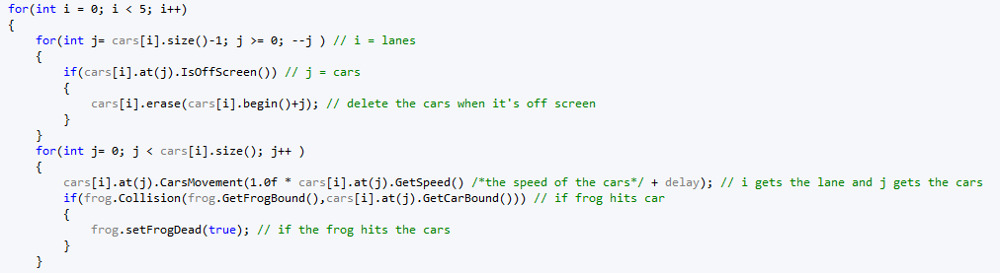 for(int i = 0; i < 5; i++)
{
    for(int j= cars[i].size()-1; j >= 0; --j ) // i = lanes
    {
        if(cars[i].at(j).IsOffScreen()) // j = cars
        {
            cars[i].erase(cars[i].begin()+j); // delete the cars when it's off screen
        }
    }
    for(int j= 0; j < cars[i].size(); j++ )
    {
        cars[i].at(j).CarsMovement(1.0f * cars[i].at(j).GetSpeed() /*the speed of the cars*/ + delay); // i gets the lane and j gets the cars
        if(frog.Collision(frog.GetFrogBound(),cars[i].at(j).GetCarBound())) // if frog hits car
        {
            frog.setFrogDead(true); // if the frog hits the cars
        }
    }